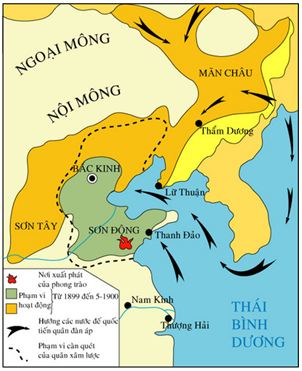 NGOẠI MÔNG
NỘI MÔNG
MÃN CHÂU
Thẩm Dương
BẮC KINH
Lữ Thuận
SƠN TÂY
SƠN ĐÔNG
Thanh Đảo
Nơi xuất phát
của phong trào
Phạm vi
hoạt động
Từ 1899 đến 5-1900
Hướng các nước đế quốc
tiến quân đàn áp
Phạm vi càn quét
của quân xâm lược
Nam Kinh
Thượng Hải
THÁI
BÌNH
DƯƠNG